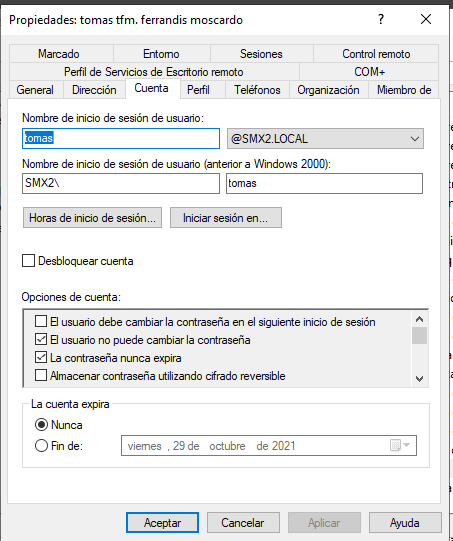 Propiedades: tomas tfm. ferrandis moscardo ? ×
Marcado Entorno Sesiones Control remoto
Perfil de Servicios de Escritorio remoto COM+
General Dirección Cuenta Perfil Teléfonos Organización Miembro de
Nombre de inicio de sesión de usuario:
tomas @SMX2.LOCAL
Nombre de inicio de sesión de usuario (anterior a Windows 2000):
SMX2\ tomas
Horas de inicio de sesión... Iniciar sesión en...
Desbloquear cuenta
Opciones de cuenta:
El usuario debe cambiar la contraseña en el siguiente inicio de sesión
El usuario no puede cambiar la contraseña
La contraseña nunca expira
Almacenar contraseña utilizando cifrado reversible
La cuenta expira
Nunca
Fin de: viernes , 29 de octubre de 2021
Aceptar Cancelar Aplicar Ayuda